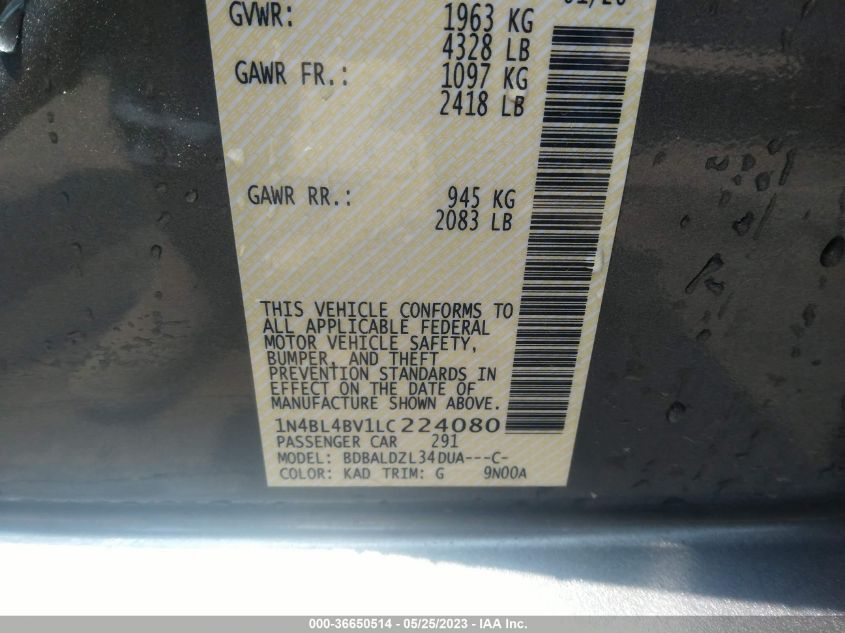 GVWR: 1963 KG
4328 LB
GAWR FR.: 1097 KG
2418 LB
GAWR RR.: 945 KG
2083 LB
THIS VEHICLE CONFORMS TO
ALL APPLICABLE FEDERAL
MOTOR VEHICLE SAFETY,
BUMPER, AND THEFT
PREVENTION STANDARDS IN
EFFECT ON THE DATE OF
MANUFACTURE SHOWN ABOVE.
1N4BL4BV1LC224080
PASSENGER CAR 291
MODEL: BDBALDZL34DUA---C-
COLOR: KAD TRIM: G 9N00A
000-36650514 - 05/25/2023 - IAA Inc.